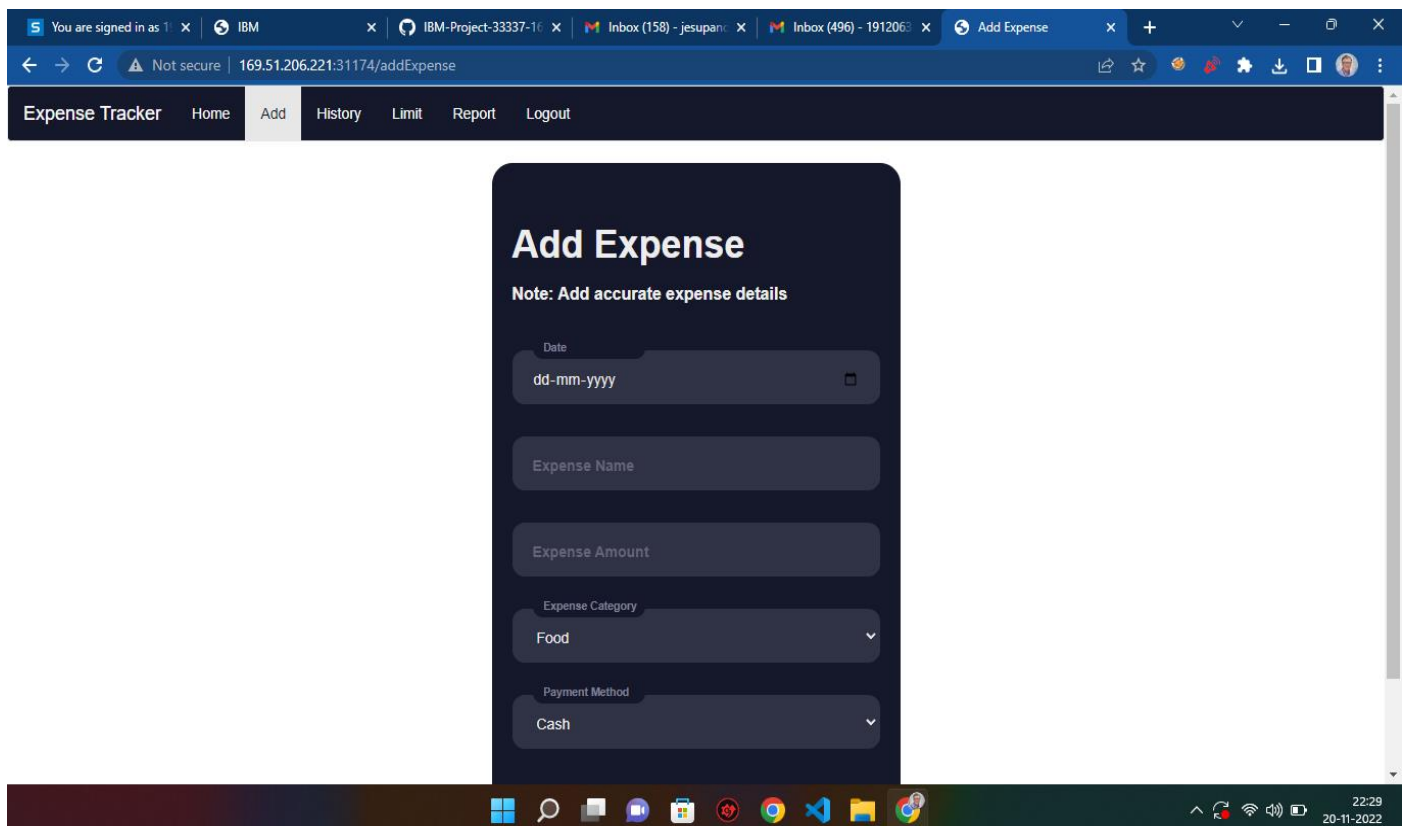 You are signed in as 1
IBM
IBM-Project-33337-16
Inbox (158) - jesupand
Inbox (496) - 1912063
Add Expense
Not secure
169.51.206.221:31174/addExpense
Expense Tracker Home Add History Limit Report Logout
Add Expense
Note: Add accurate expense details
Date
dd-mm-yyyy
Expense Name
Expense Amount
Expense Category
Food
Payment Method
Cash
22:29
20-11-2022